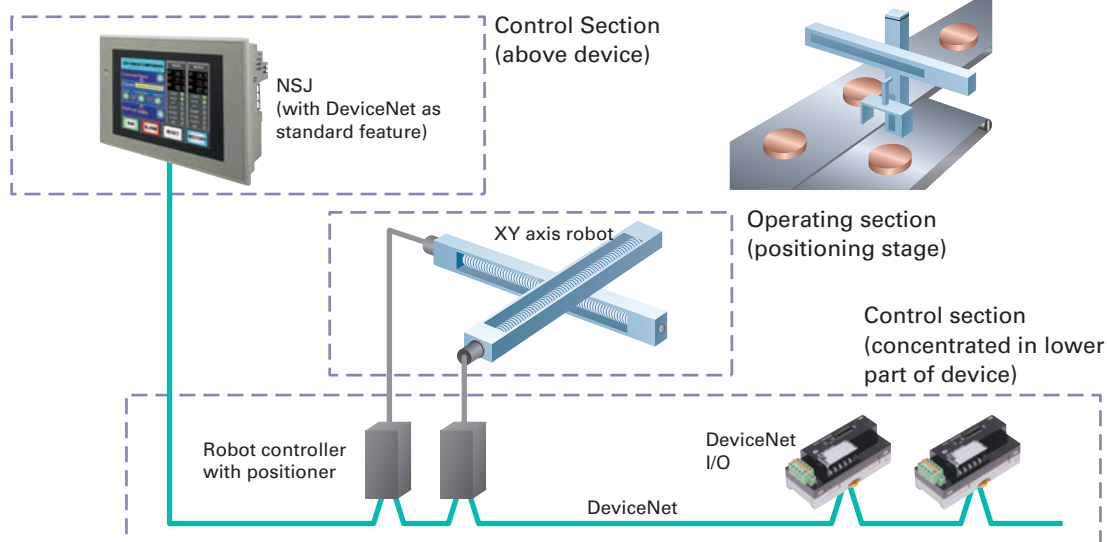 Control Section
(above device)
NSJ
(with DeviceNet as
standard feature)
XY axis robot
Operating section
(positioning stage)
Control section
(concentrated in lower
part of device)
Robot controller
with positioner
DeviceNet
I/O
DeviceNet